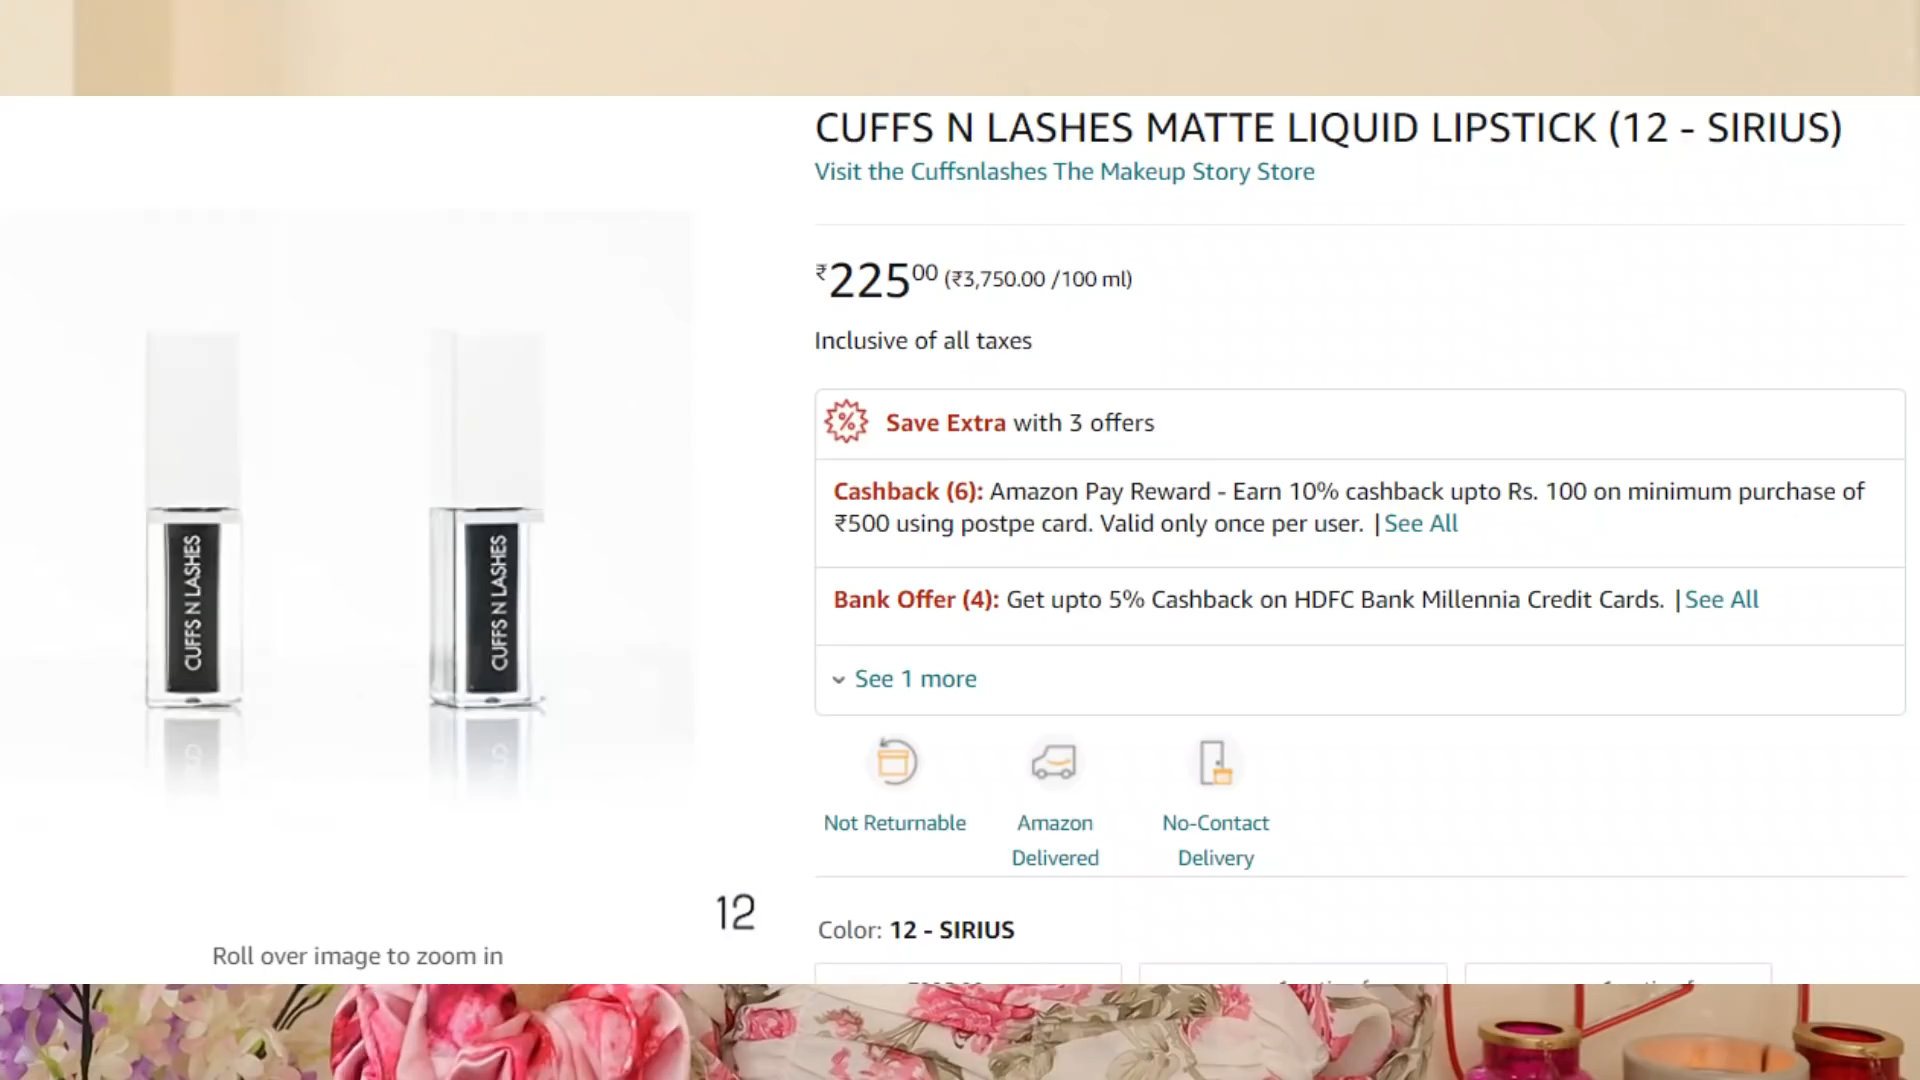 CUFFS N LASHES MATTE LIQUID LIPSTICK (12 - SIRIUS)
Visit the Cuffsnlashes The Makeup Story Store
₹22500 (₹3,750.00 /100 ml)
Inclusive of all taxes
Save Extra with 3 offers
Cashback (6): Amazon Pay Reward - Earn 10% cashback upto Rs. 100 on minimum purchase of
₹500 using postpe card. Valid only once per user. | See All
Bank Offer (4): Get upto 5% Cashback on HDFC Bank Millennia Credit Cards. | See All
See 1 more
Not Returnable
Amazon
Delivered
No-Contact
Delivery
Color: 12 - SIRIUS
CUFFS N LASHES
CUFFS N LASHES
12
Roll over image to zoom in